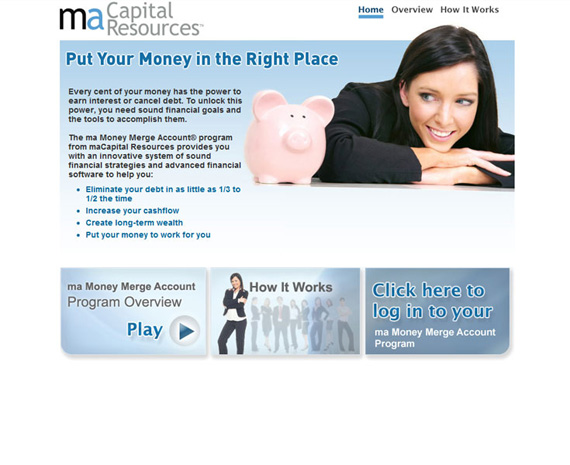 ma Capital
Resources™
Home Overview How It Works
Put Your Money in the Right Place
Every cent of your money has the power to
earn interest or cancel debt. To unlock this
power, you need sound financial goals and
the tools to accomplish them.
The ma Money Merge Account® program
from maCapital Resources provides you
with an innovative system of sound
financial strategies and advanced financial
software to help you:
• Eliminate your debt in as little as 1/3 to
1/2 the time
• Increase your cashflow
• Create long-term wealth
• Put your money to work for you
ma Money Merge Account
Program Overview
Play
How It Works
Click here to
log in to your
ma Money Merge Account
Program